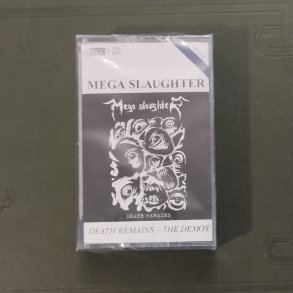 MEGA SLAUGHTER
Mega slaughter
DEATH REMAINS
DEATH REMAINS – THE DEMOS